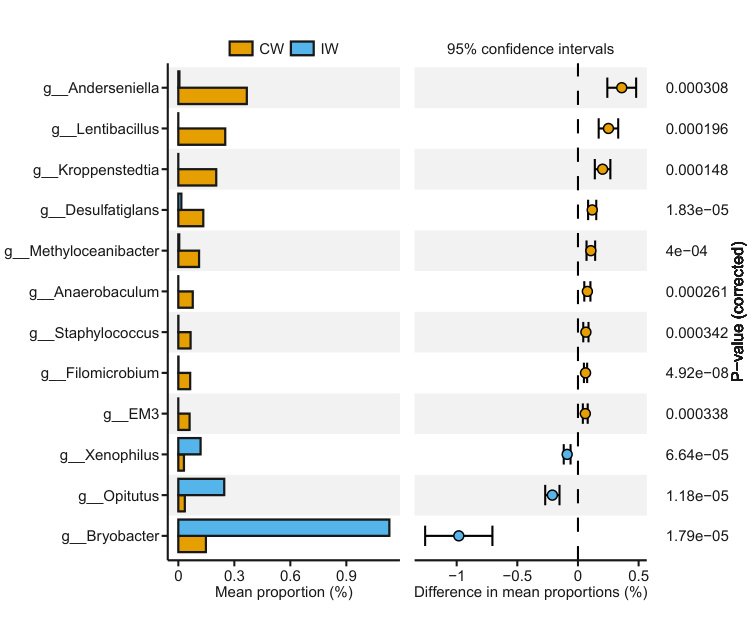 CW IW
95% confidence intervals
g__Anderseniella 0.000308
g__Lentibacillus 0.000196
g__Kroppenstedtia 0.000148
g__Desulfatiglans 1.83e−05
g__Methyloceanibacter 4e−04
g__Anaerobaculum 0.000261
g__Staphylococcus 0.000342
g__Filomicrobium 4.92e−08
g__EM3 0.000338
g__Xenophilus 6.64e−05
g__Opitutus 1.18e−05
g__Bryobacter 1.79e−05
P−value (corrected)
0 0.3 0.6 0.9
Mean proportion (%)
−1 −0.5 0 0.5
Difference in mean proportions (%)